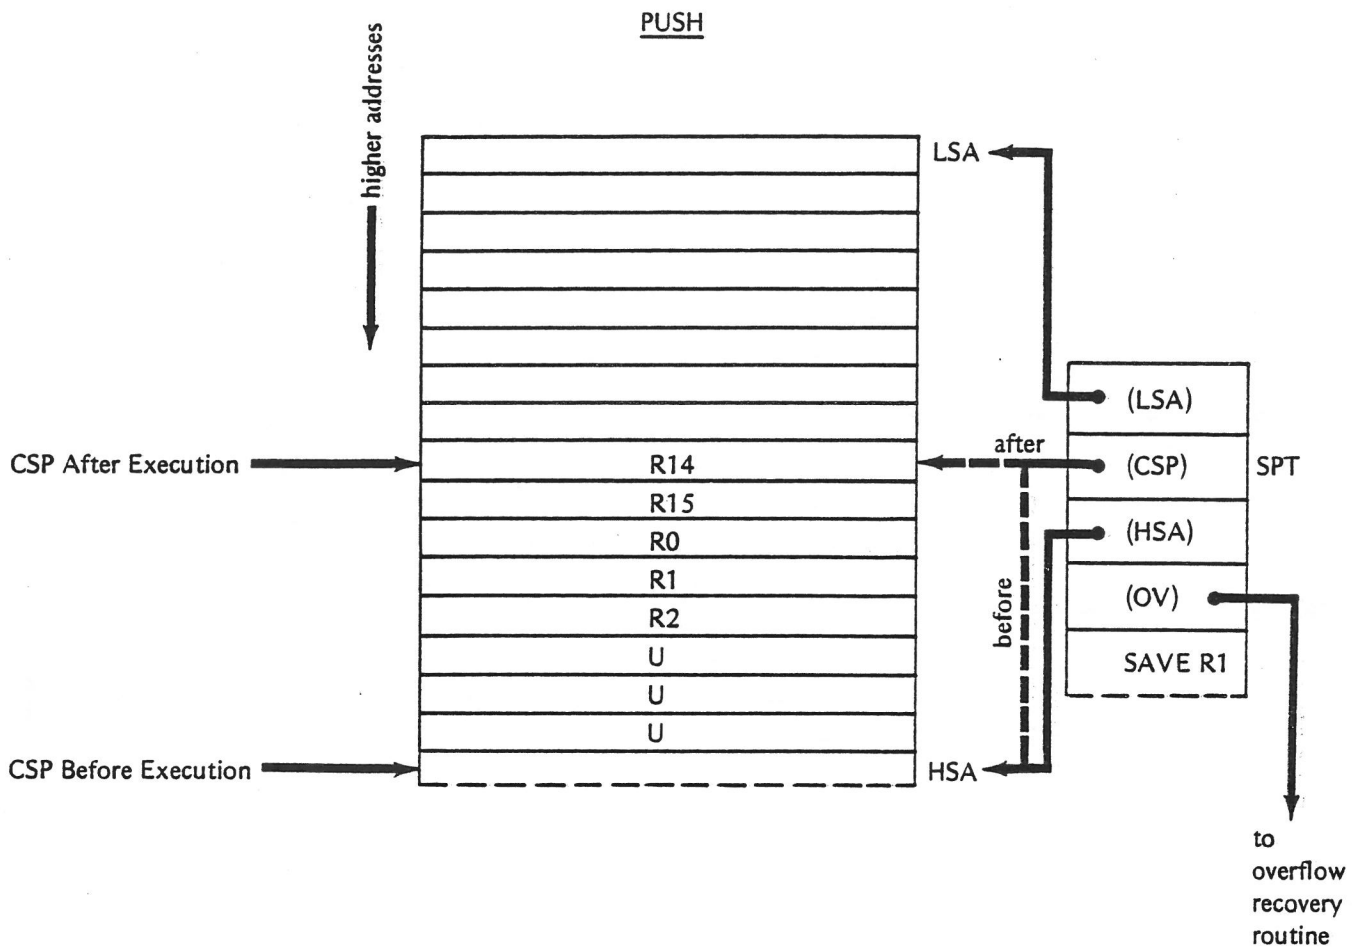 PUSH
higher addresses
LSA
(LSA)
CSP After Execution
R14
after
(CSP)
SPT
R15
R0
(HSA)
R1
before
(OV)
R2
U
SAVE R1
U
U
CSP Before Execution
HSA
to
overflow
recovery
routine